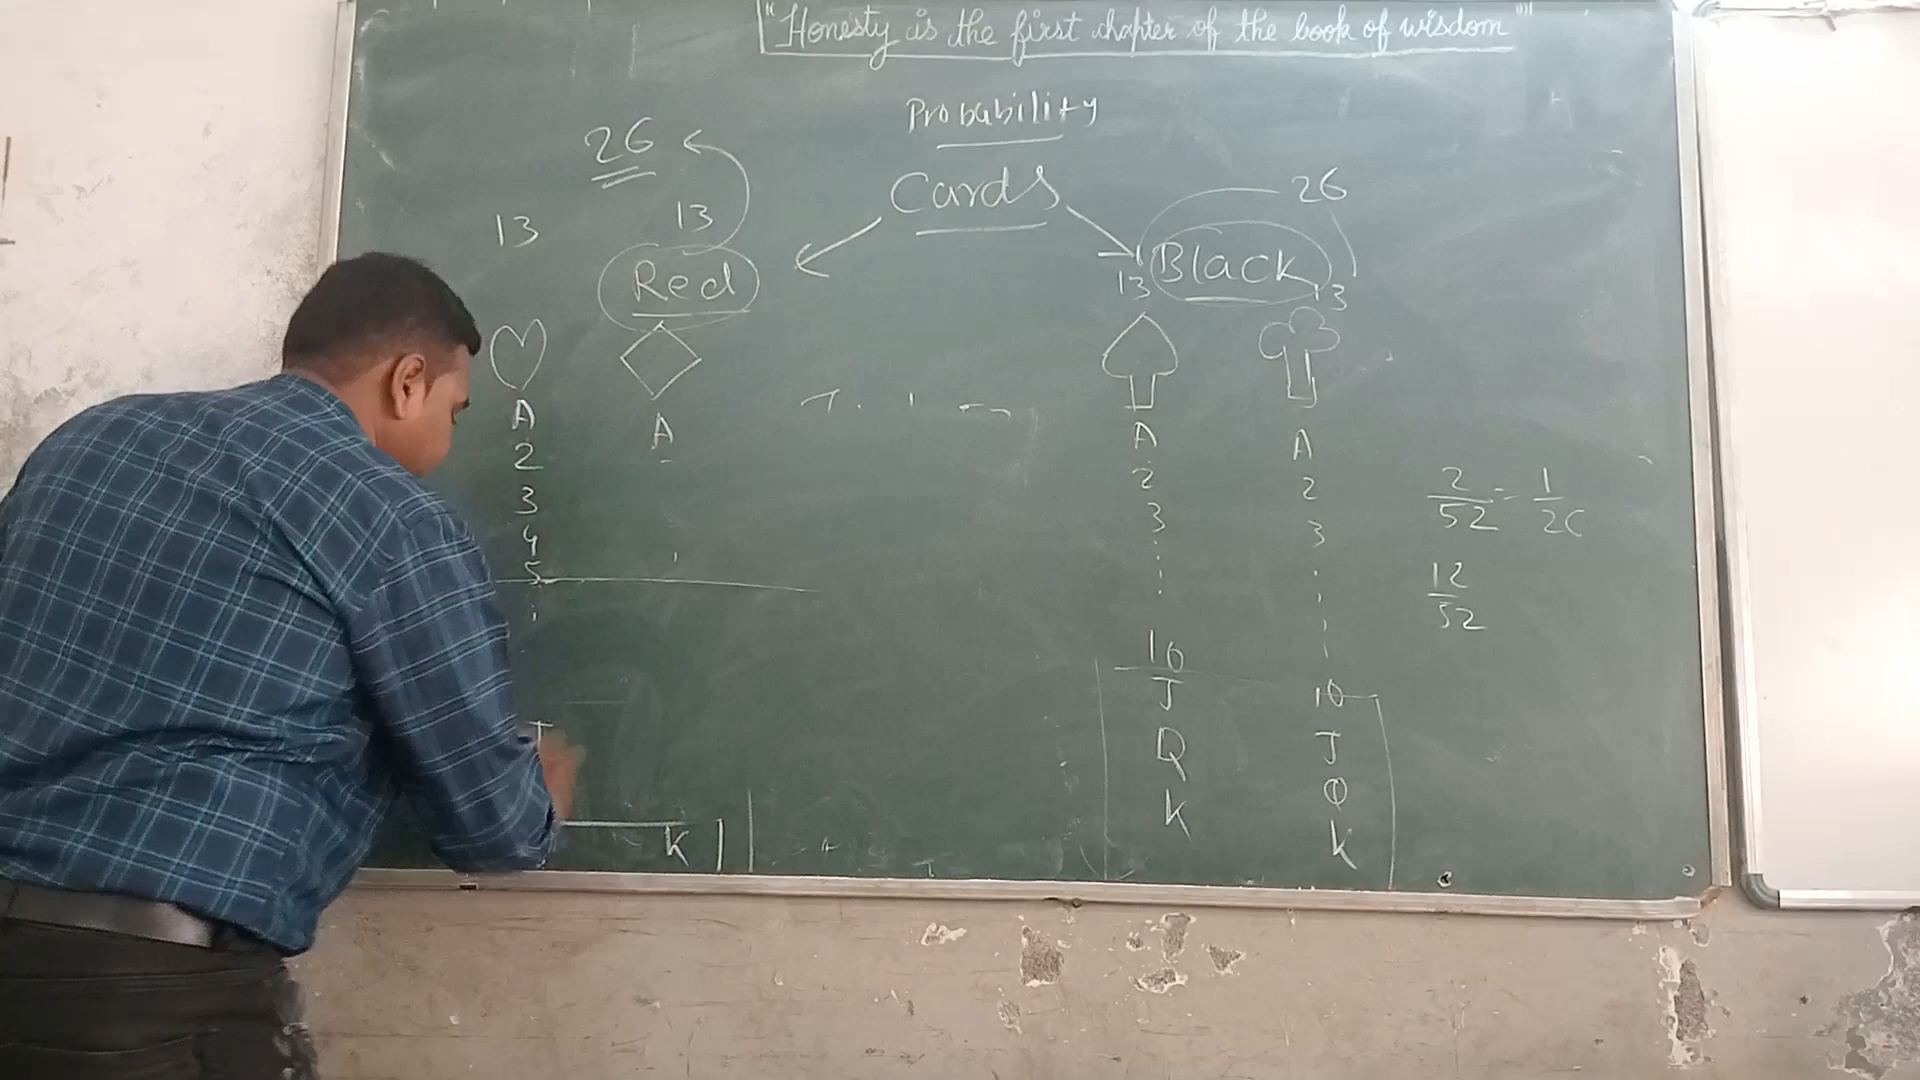 "Honesty is the first chapter of the book of wisdom"
Probability
Cards
26
13 13
Red
A
2
3
4
5
A
J
K
26
Black
13 13
A
2
3
10
J
Q
K
A
2
3
10
J
Q
K
2/52 = 1/26
12/52